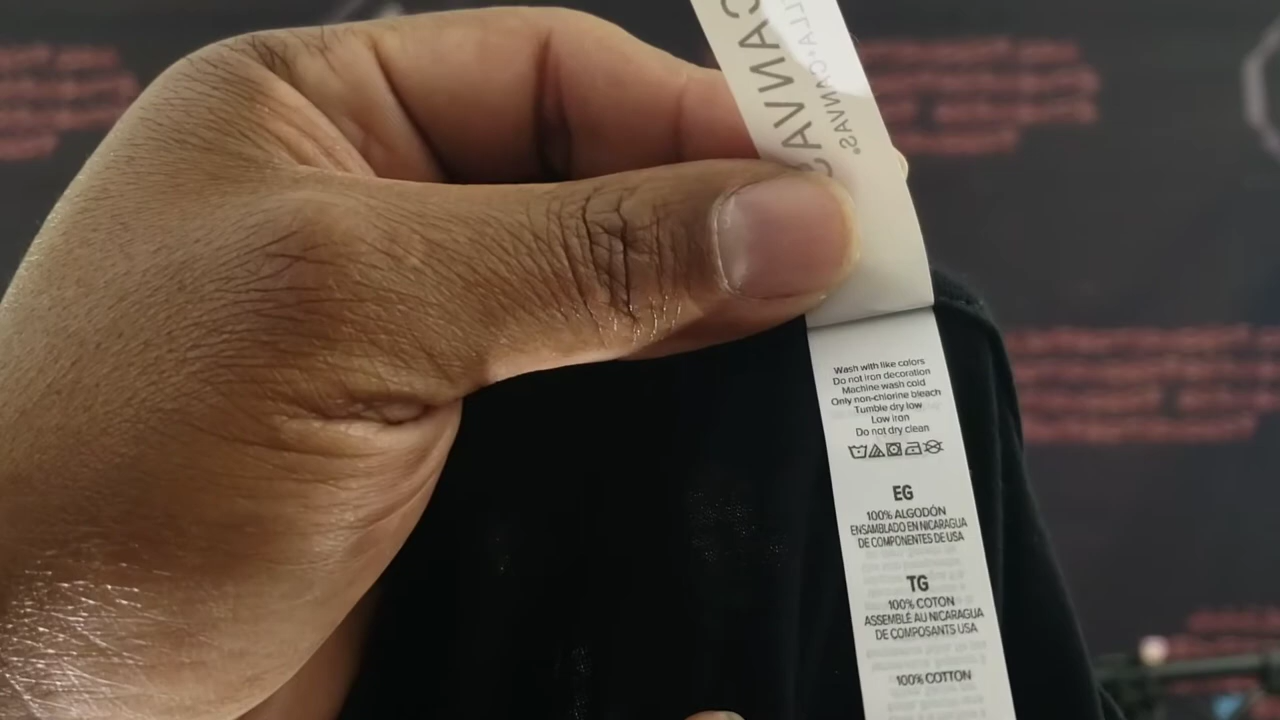 CANVAS
CANVAS®
Wash with like colors
Do not iron decoration
Machine wash cold
Only non-chlorine bleach
Tumble dry low
Low iron
Do not dry clean
EG
100% ALGODÓN
ENSAMBLADO EN NICARAGUA
DE COMPONENTES DE USA
TG
100% COTON
ASSEMBLÉ AU NICARAGUA
DE COMPOSANTS USA
100% COTTON